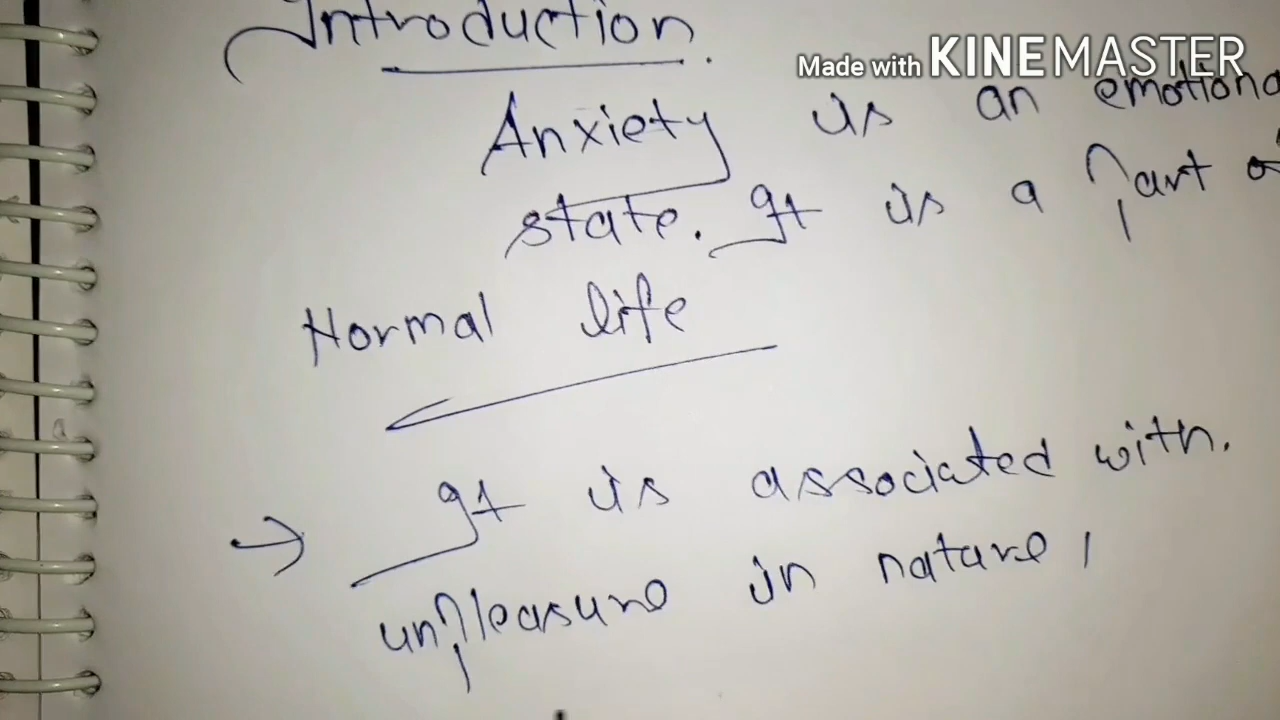 Introduction.
Made with KINEMASTER
Anxiety is an emotiona
state. It is a part o
Normal life
→ It is associated with.
unpleasure in nature,